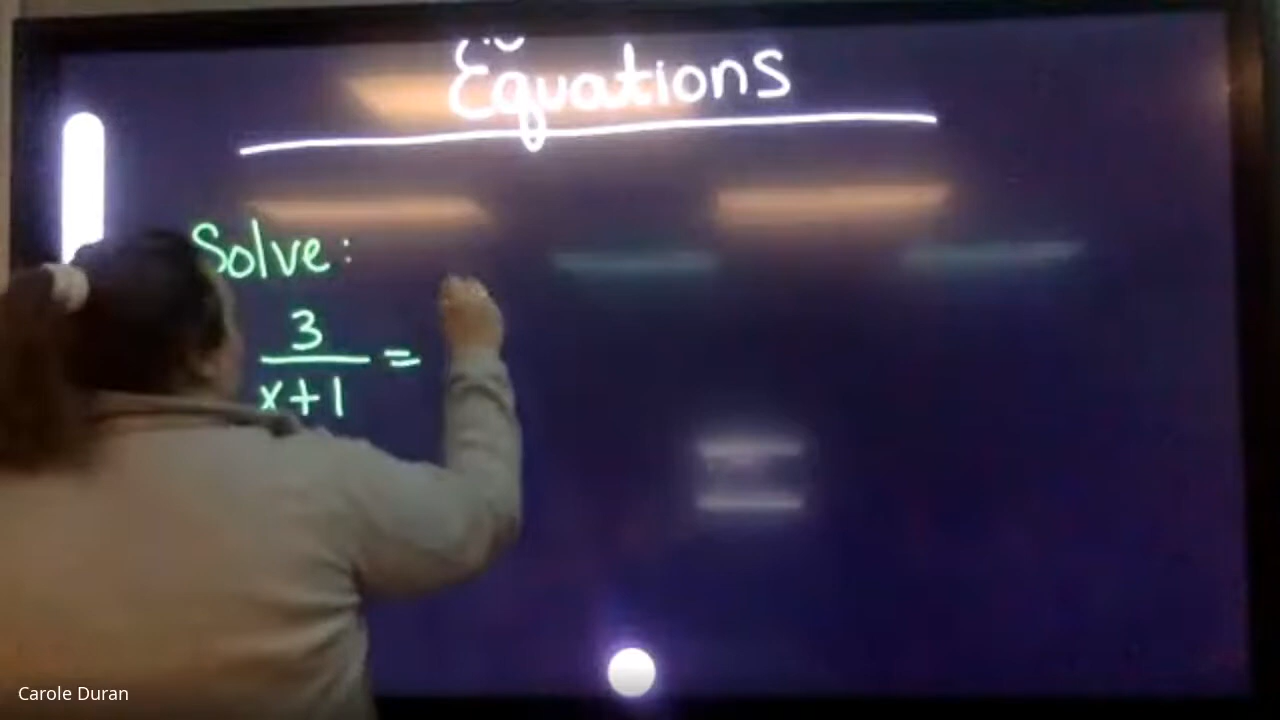 Equations
Solve:
3
x+1
=
Carole Duran